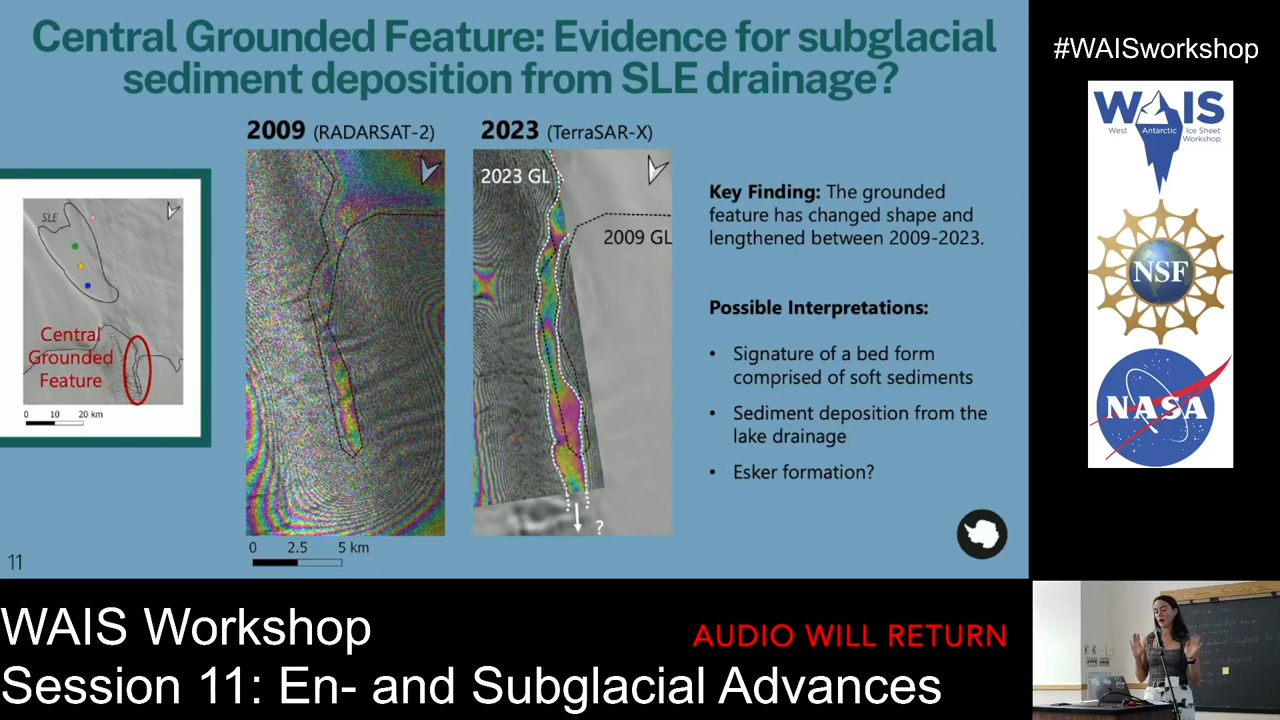 Central Grounded Feature: Evidence for subglacial
sediment deposition from SLE drainage?
2009 (RADARSAT-2)
2023 (TerraSAR-X)
SLE
Central
Grounded
Feature
0 10 20 km
2023 GL
2009 GL
?
0 2.5 5 km
Key Finding: The grounded
feature has changed shape and
lengthened between 2009-2023.
Possible Interpretations:
• Signature of a bed form
comprised of soft sediments
• Sediment deposition from the
lake drainage
• Esker formation?
11
#WAISworkshop
WAIS
West Antarctic Ice Sheet
Workshop
NSF
NASA
WAIS Workshop
AUDIO WILL RETURN
Session 11: En- and Subglacial Advances